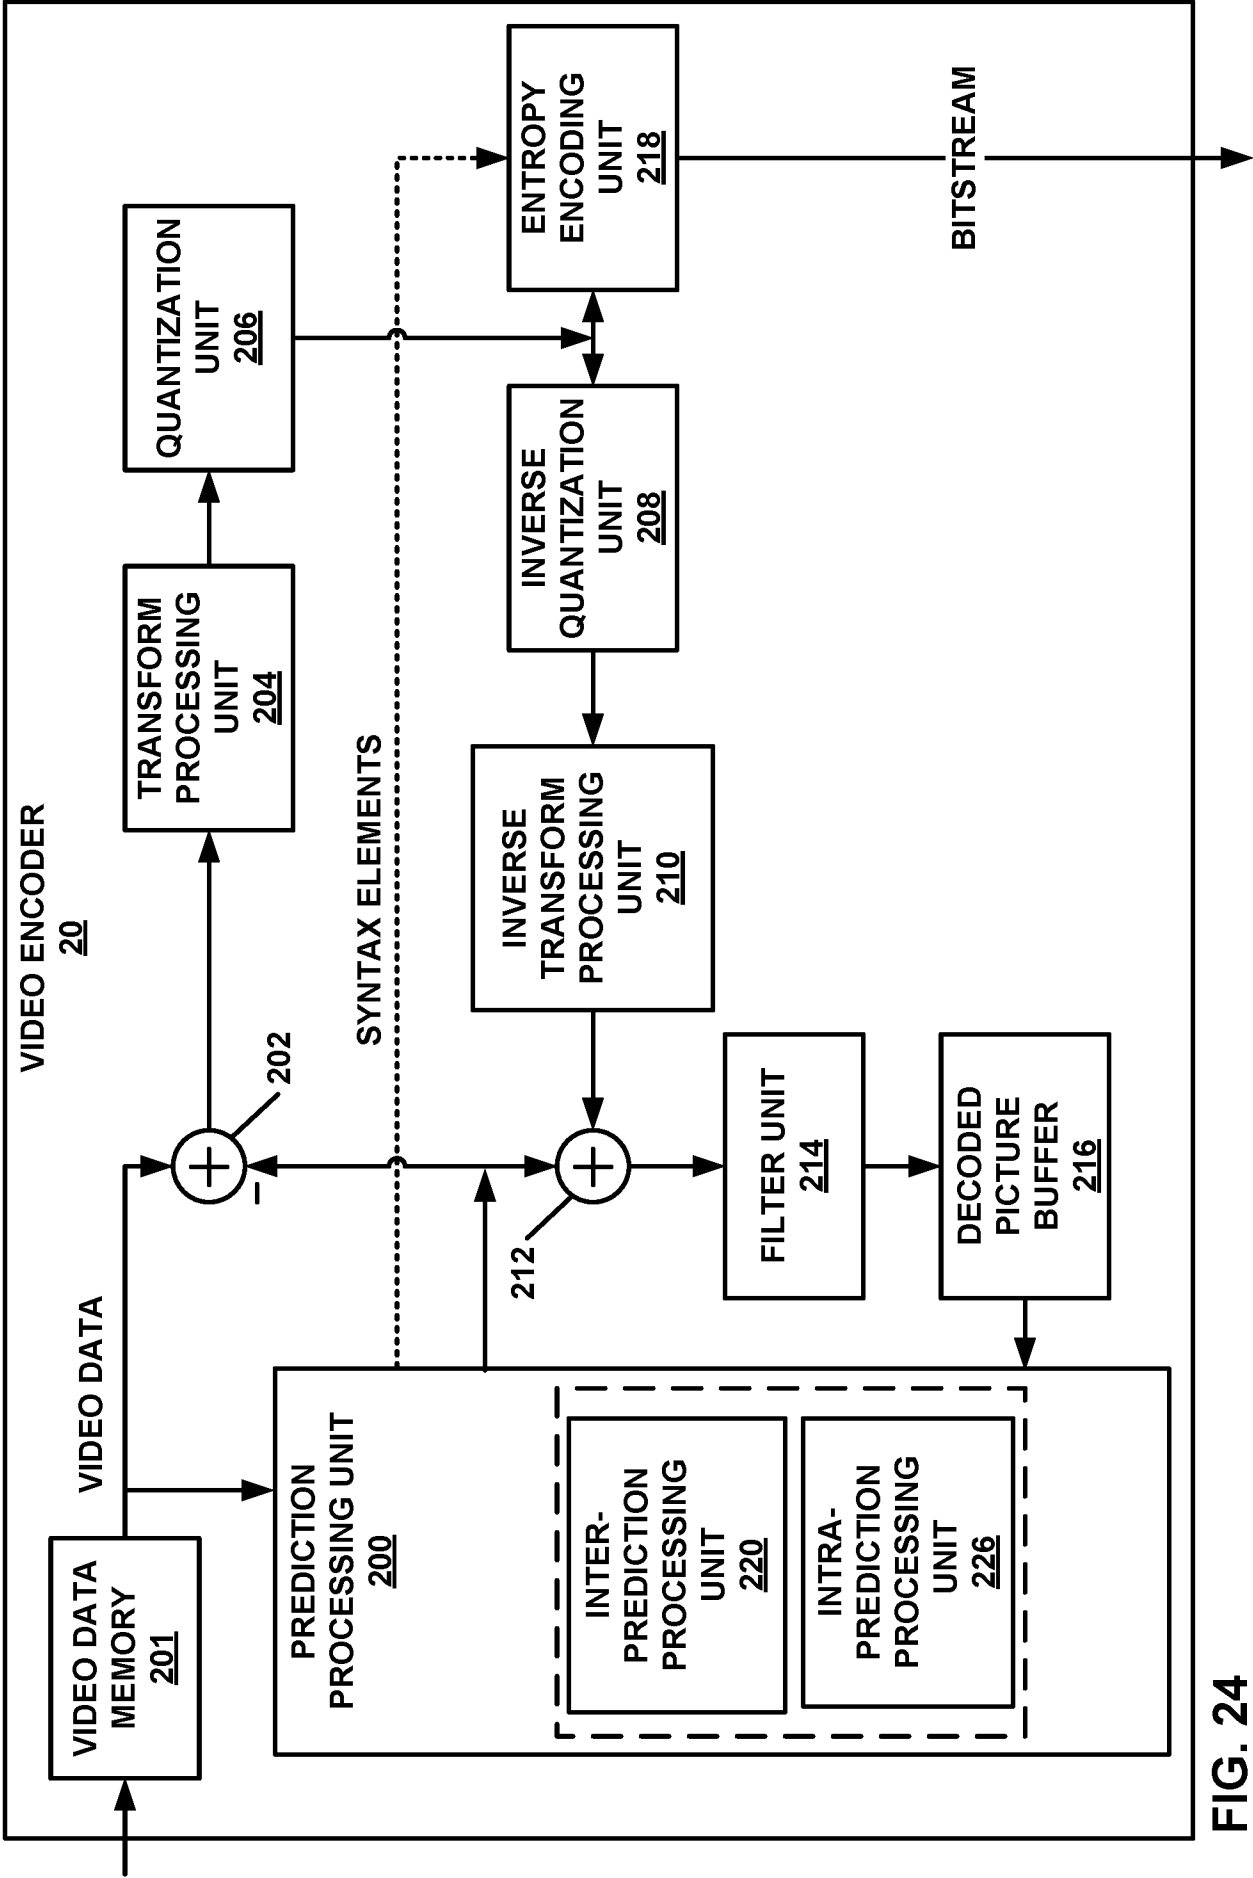 VIDEO ENCODER
20
VIDEO DATA
MEMORY
201
VIDEO DATA
202
TRANSFORM
PROCESSING
UNIT
204
QUANTIZATION
UNIT
206
SYNTAX ELEMENTS
PREDICTION
PROCESSING UNIT
200
INTER-
PREDICTION
PROCESSING
UNIT
220
INTRA-
PREDICTION
PROCESSING
UNIT
226
212
INVERSE
TRANSFORM
PROCESSING
UNIT
210
INVERSE
QUANTIZATION
UNIT
208
ENTROPY
ENCODING
UNIT
218
FILTER UNIT
214
DECODED
PICTURE
BUFFER
216
BITSTREAM
FIG. 24